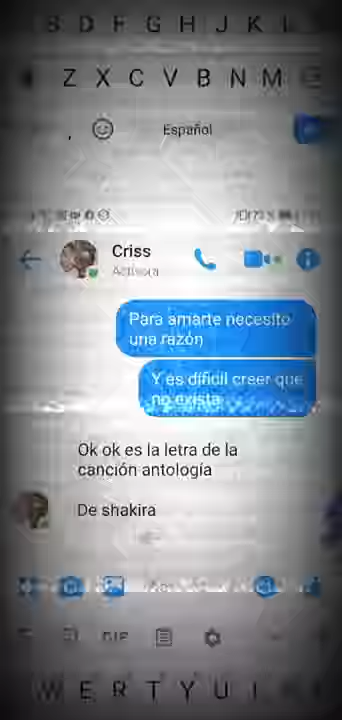 S D F G H J K L
Z X C V B N M
, Español
Criss
Activo/a
Para amarte necesito
una razón
Y es difícil creer que
no exista
Ok ok es la letra de la
canción antología
De shakira
GIF
W E R T Y U I